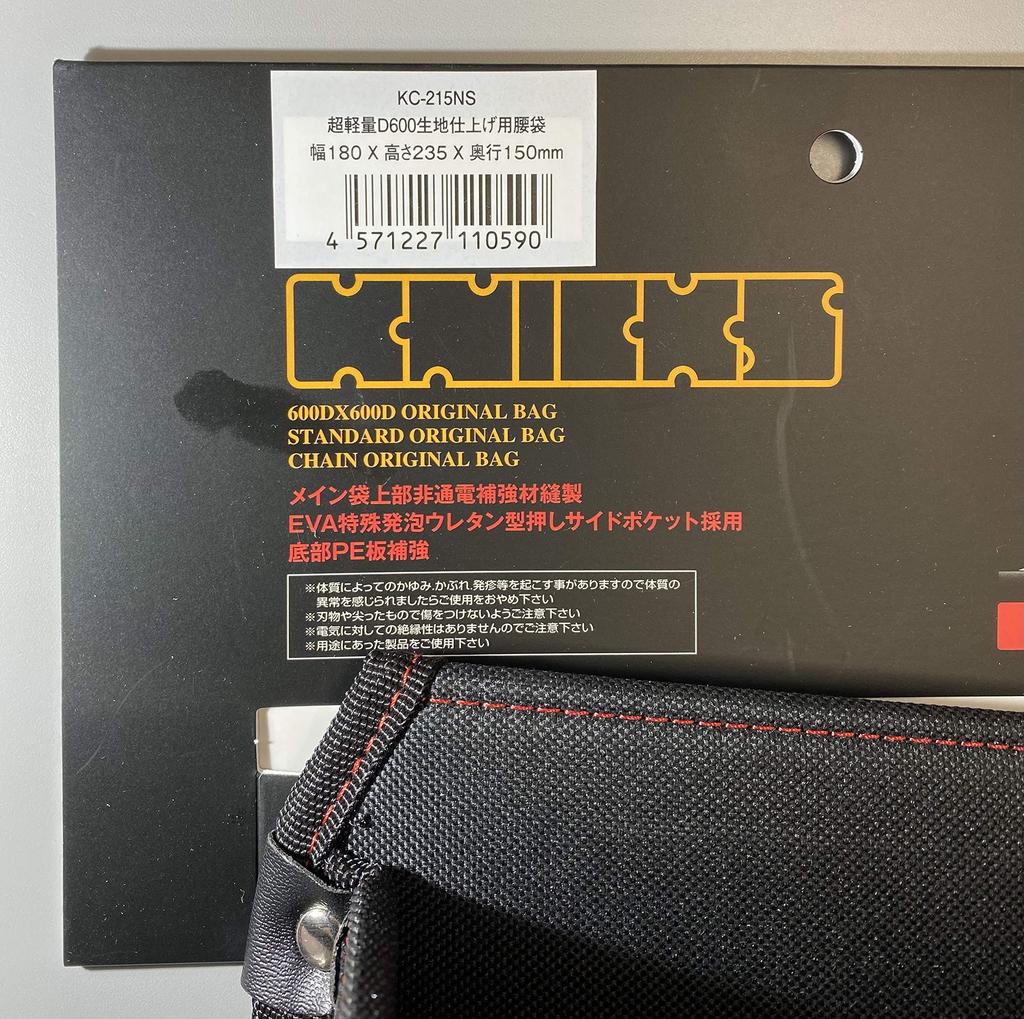 KC-215NS
超軽量D600生地仕上げ用腰袋
幅180 X 高さ235 X 奥行150mm
4 571227 110590
KNICKS
600DX600D ORIGINAL BAG
STANDARD ORIGINAL BAG
CHAIN ORIGINAL BAG
メイン袋上部非通電補強材縫製
EVA特殊発泡ウレタン型押しサイドポケット採用
底部PE板補強
※体質によってのかゆみ.かぶれ.発疹等を起こす事がありますので体質の
異常を感じられましたらご使用をおやめ下さい
※刃物や尖ったもので傷をつけないようご注意下さい
※電気に対しての絶縁性はありませんのでご注意下さい
※用途にあった製品をご使用下さい